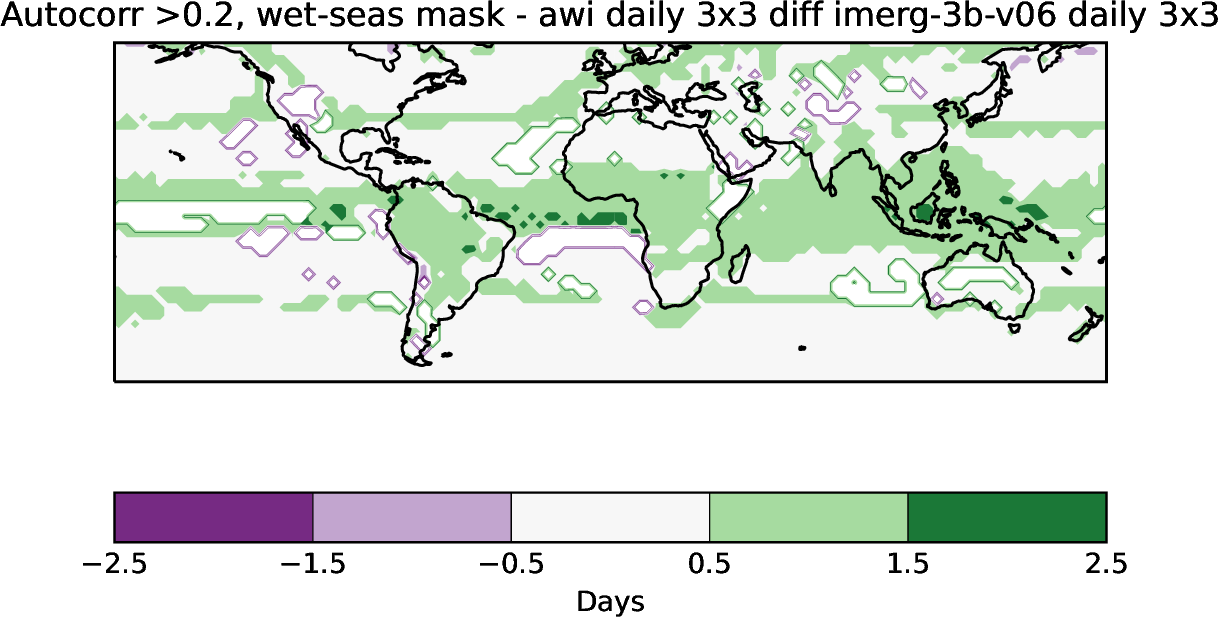 Autocorr >0.2, wet-seas mask - awi daily 3x3 diff imerg-3b-v06 daily 3x3
−2.5 −1.5 −0.5 0.5 1.5 2.5
Days